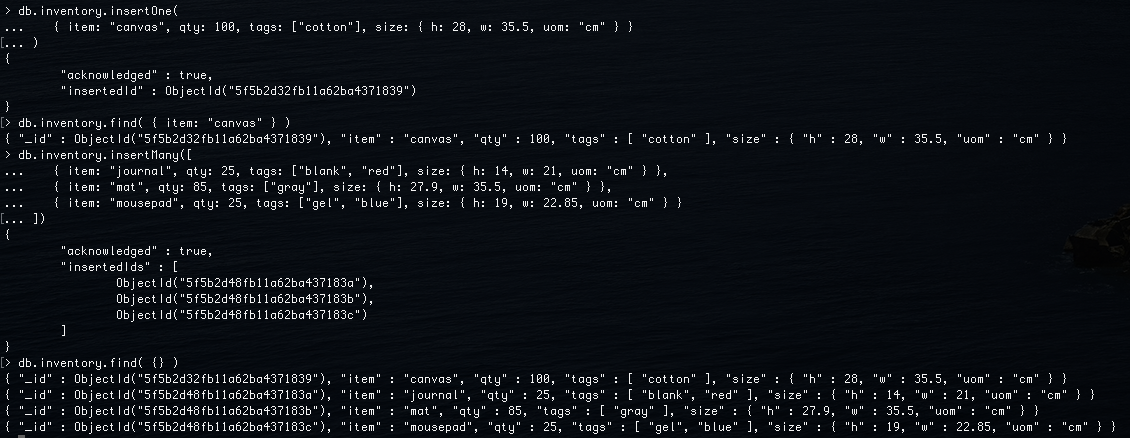 > db.inventory.insertOne(
...    { item: "canvas", qty: 100, tags: ["cotton"], size: { h: 28, w: 35.5, uom: "cm" } }
[... )
{
        "acknowledged" : true,
        "insertedId" : ObjectId("5f5b2d32fb11a62ba4371839")
}
[> db.inventory.find( { item: "canvas" } )
{ "_id" : ObjectId("5f5b2d32fb11a62ba4371839"), "item" : "canvas", "qty" : 100, "tags" : [ "cotton" ], "size" : { "h" : 28, "w" : 35.5, "uom" : "cm" } }
> db.inventory.insertMany([
...    { item: "journal", qty: 25, tags: ["blank", "red"], size: { h: 14, w: 21, uom: "cm" } },
...    { item: "mat", qty: 85, tags: ["gray"], size: { h: 27.9, w: 35.5, uom: "cm" } },
...    { item: "mousepad", qty: 25, tags: ["gel", "blue"], size: { h: 19, w: 22.85, uom: "cm" } }
[... ])
{
        "acknowledged" : true,
        "insertedIds" : [
                ObjectId("5f5b2d48fb11a62ba437183a"),
                ObjectId("5f5b2d48fb11a62ba437183b"),
                ObjectId("5f5b2d48fb11a62ba437183c")
        ]
}
[> db.inventory.find( {} )
{ "_id" : ObjectId("5f5b2d32fb11a62ba4371839"), "item" : "canvas", "qty" : 100, "tags" : [ "cotton" ], "size" : { "h" : 28, "w" : 35.5, "uom" : "cm" } }
{ "_id" : ObjectId("5f5b2d48fb11a62ba437183a"), "item" : "journal", "qty" : 25, "tags" : [ "blank", "red" ], "size" : { "h" : 14, "w" : 21, "uom" : "cm" } }
{ "_id" : ObjectId("5f5b2d48fb11a62ba437183b"), "item" : "mat", "qty" : 85, "tags" : [ "gray" ], "size" : { "h" : 27.9, "w" : 35.5, "uom" : "cm" } }
{ "_id" : ObjectId("5f5b2d48fb11a62ba437183c"), "item" : "mousepad", "qty" : 25, "tags" : [ "gel", "blue" ], "size" : { "h" : 19, "w" : 22.85, "uom" : "cm" } }